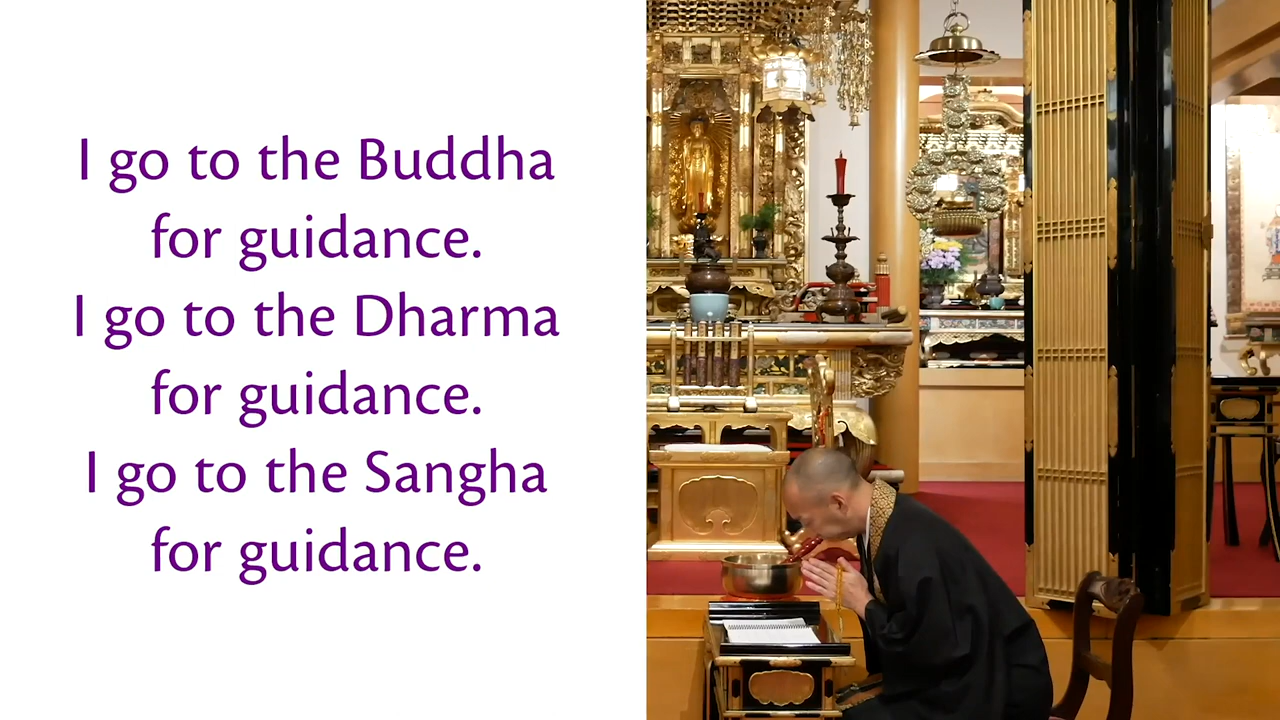 I go to the Buddha
for guidance.
I go to the Dharma
for guidance.
I go to the Sangha
for guidance.